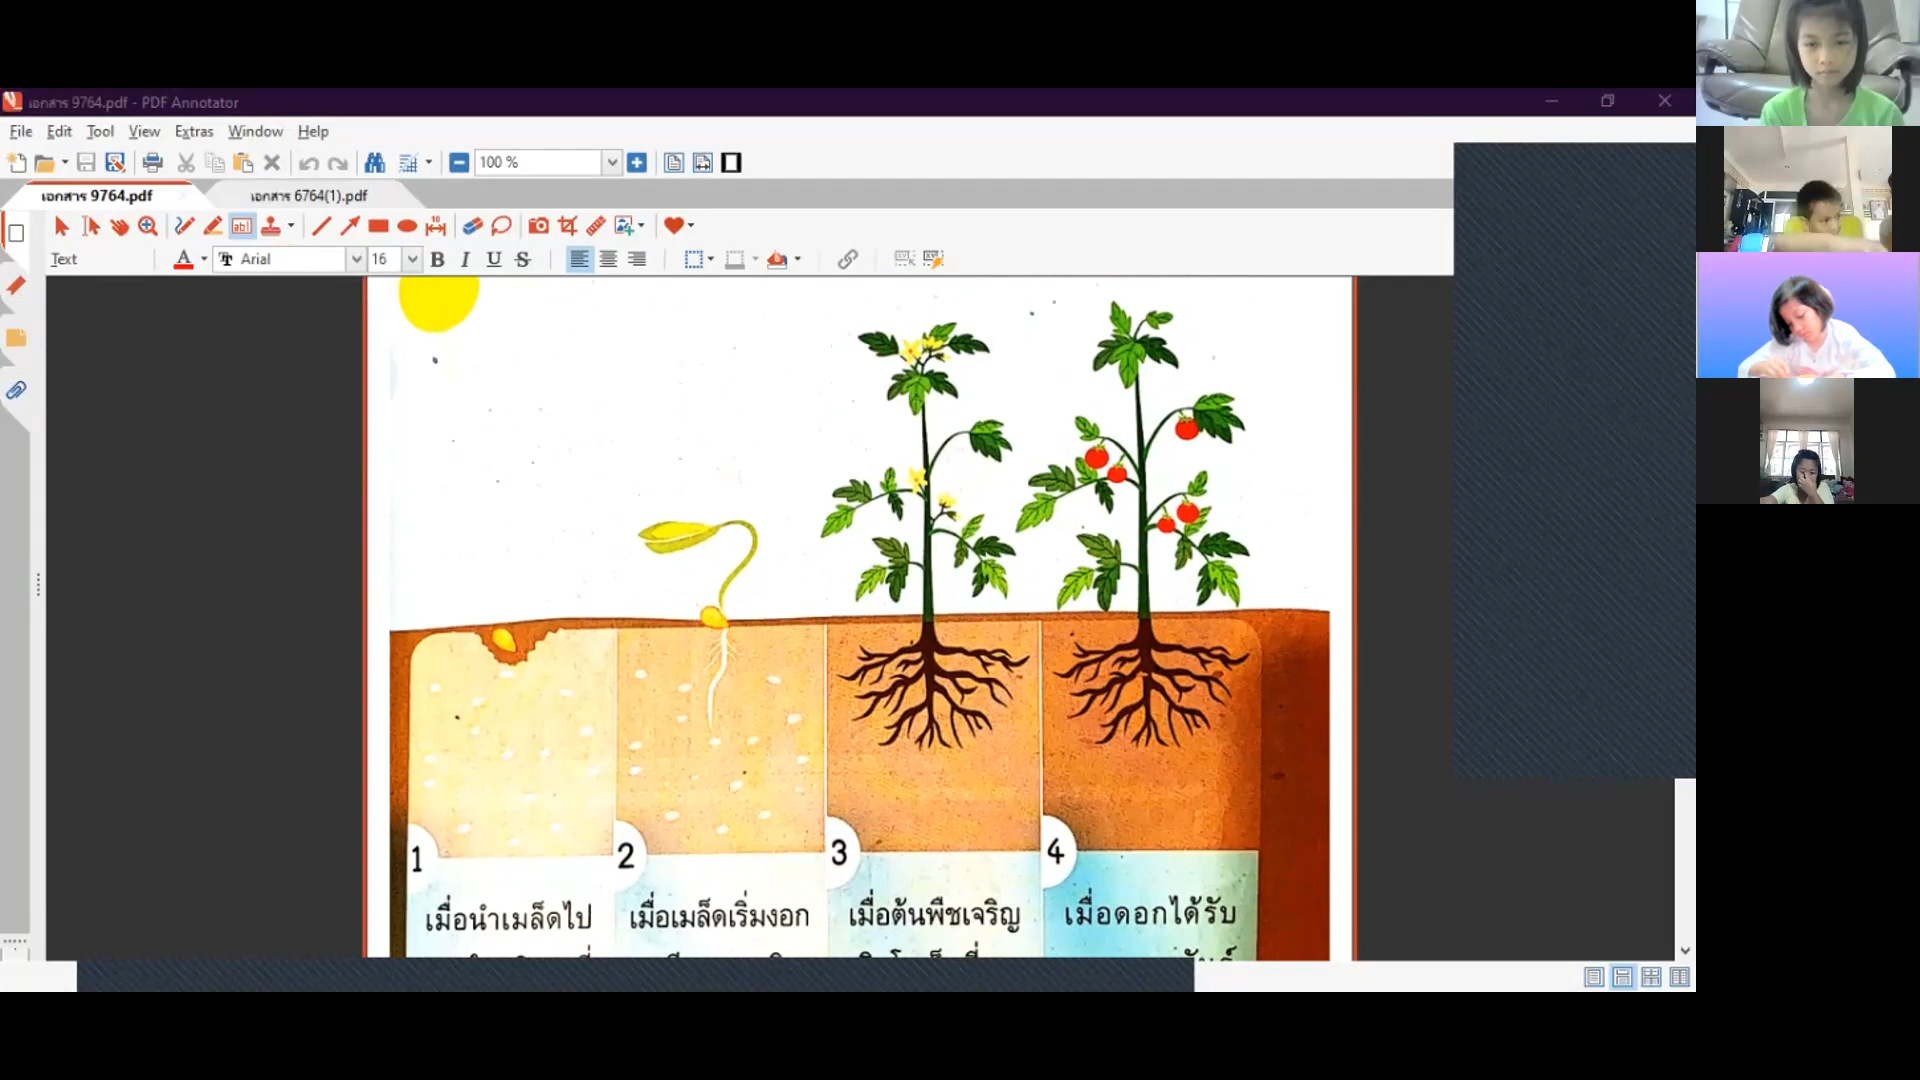 เอกสาร 9764.pdf - PDF Annotator
File Edit Tool View Extras Window Help
100 %
เอกสาร 9764.pdf
เอกสาร 6764(1).pdf
Text
Arial
16
B I U S
1
2
3
4
เมื่อนำเมล็ดไป
เมื่อเมล็ดเริ่มงอก
เมื่อต้นพืชเจริญ
เมื่อดอกได้รับ